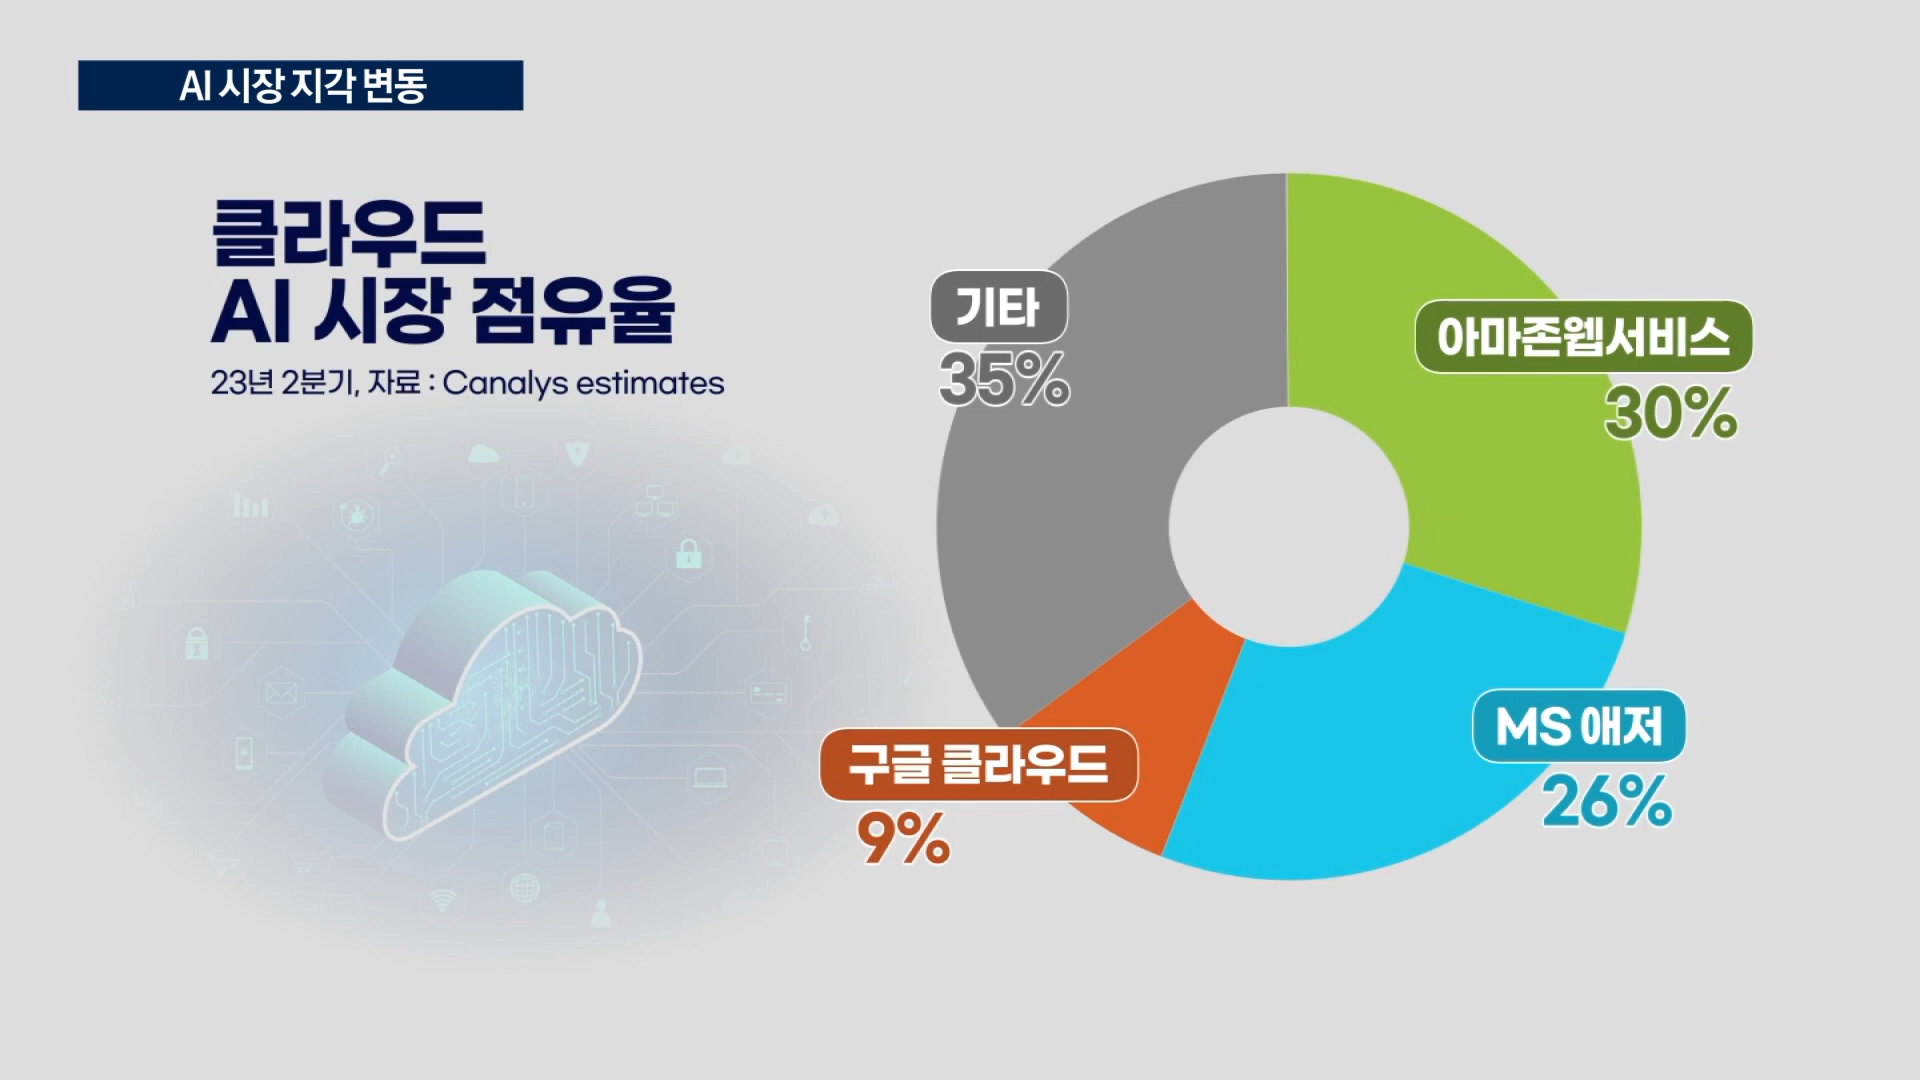 AI 시장 지각 변동
클라우드
AI 시장 점유율
23년 2분기, 자료 : Canalys estimates
기타
35%
아마존웹서비스
30%
MS 애저
26%
구글 클라우드
9%